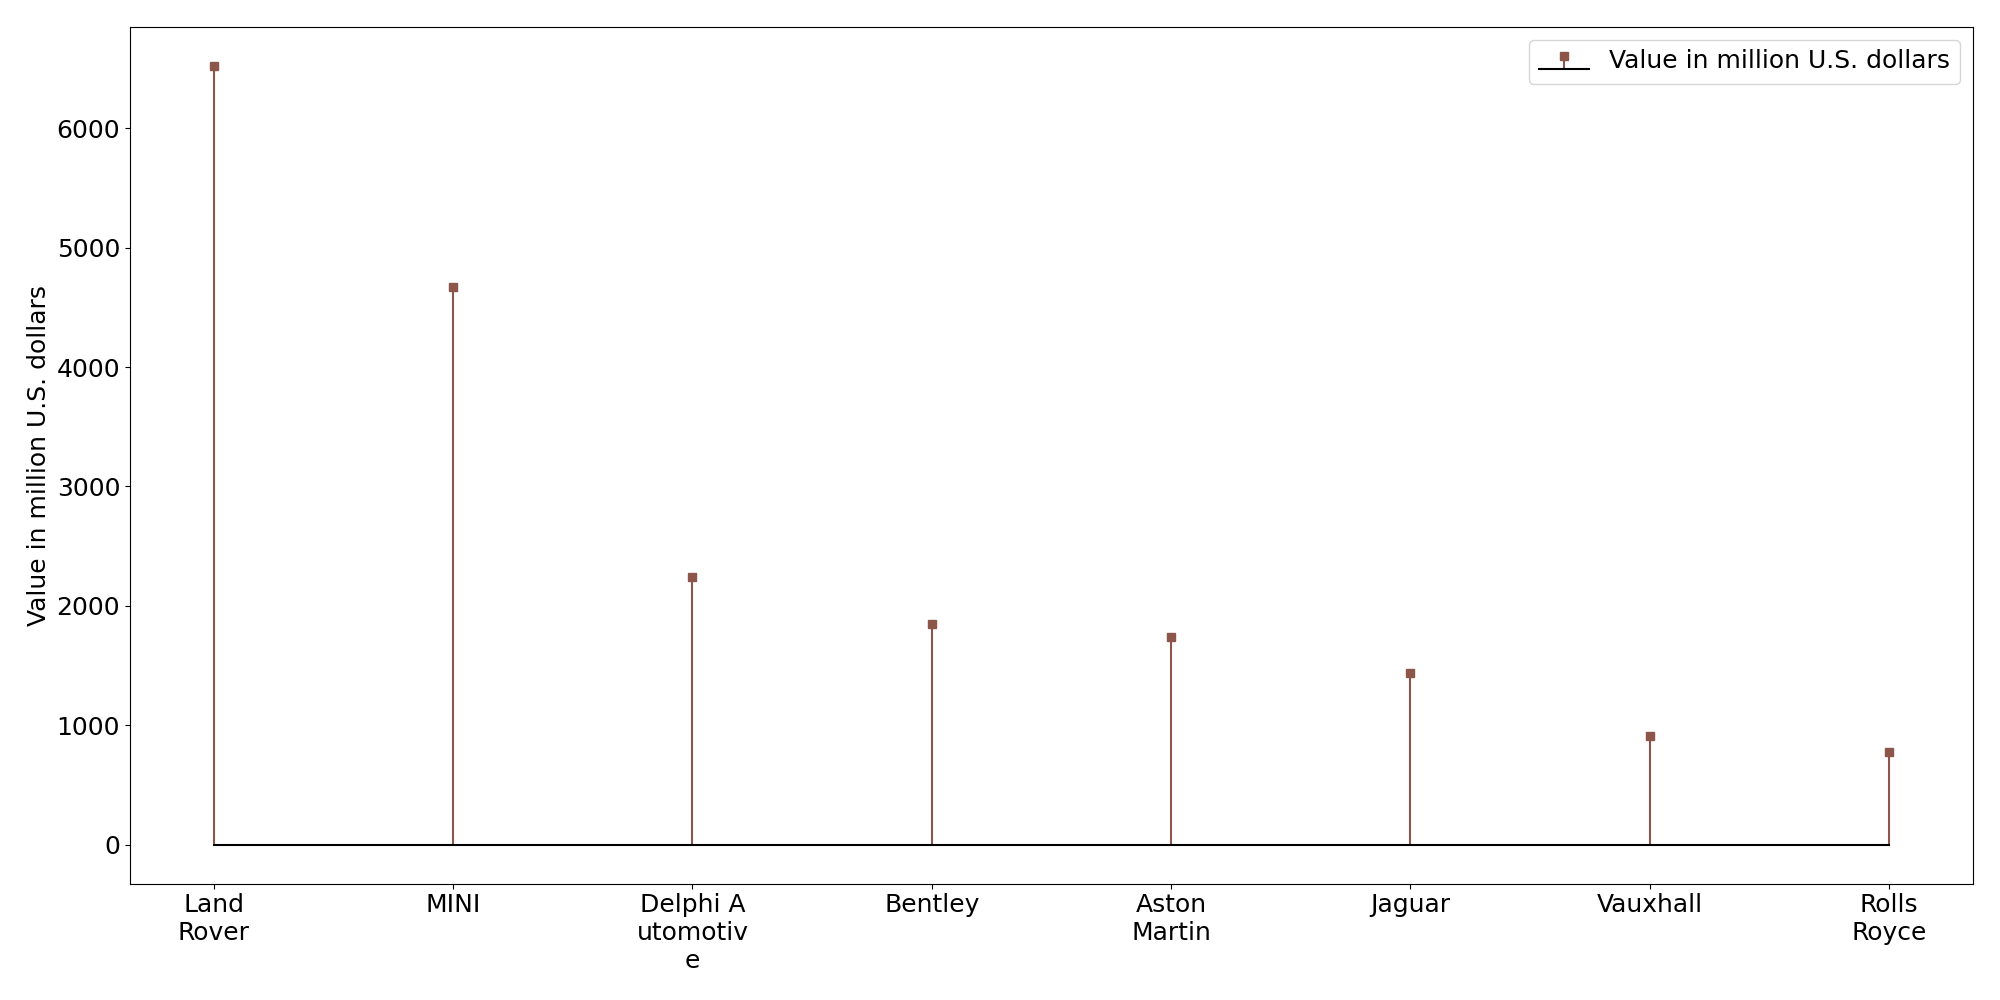 Value in million U.S. dollars
Value in million U.S. dollars
6000
5000
4000
3000
2000
1000
0
Land
Rover
MINI
Delphi A
utomotiv
e
Bentley
Aston
Martin
Jaguar
Vauxhall
Rolls
Royce